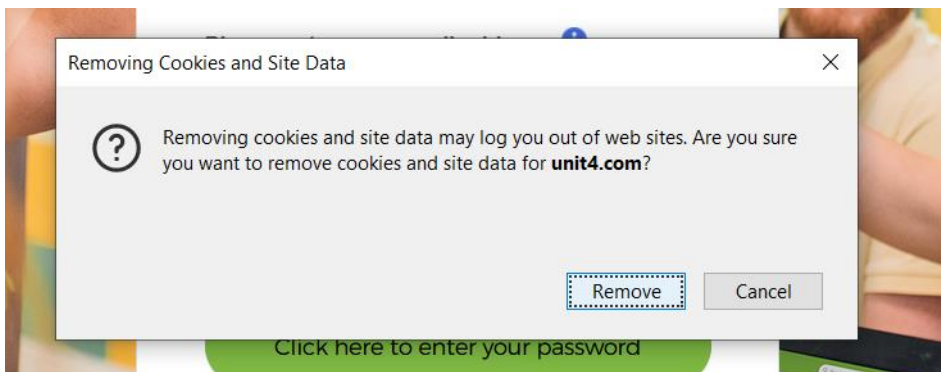 Removing Cookies and Site Data
Removing cookies and site data may log you out of web sites. Are you sure
you want to remove cookies and site data for unit4.com?
Remove
Cancel
Click here to enter your password